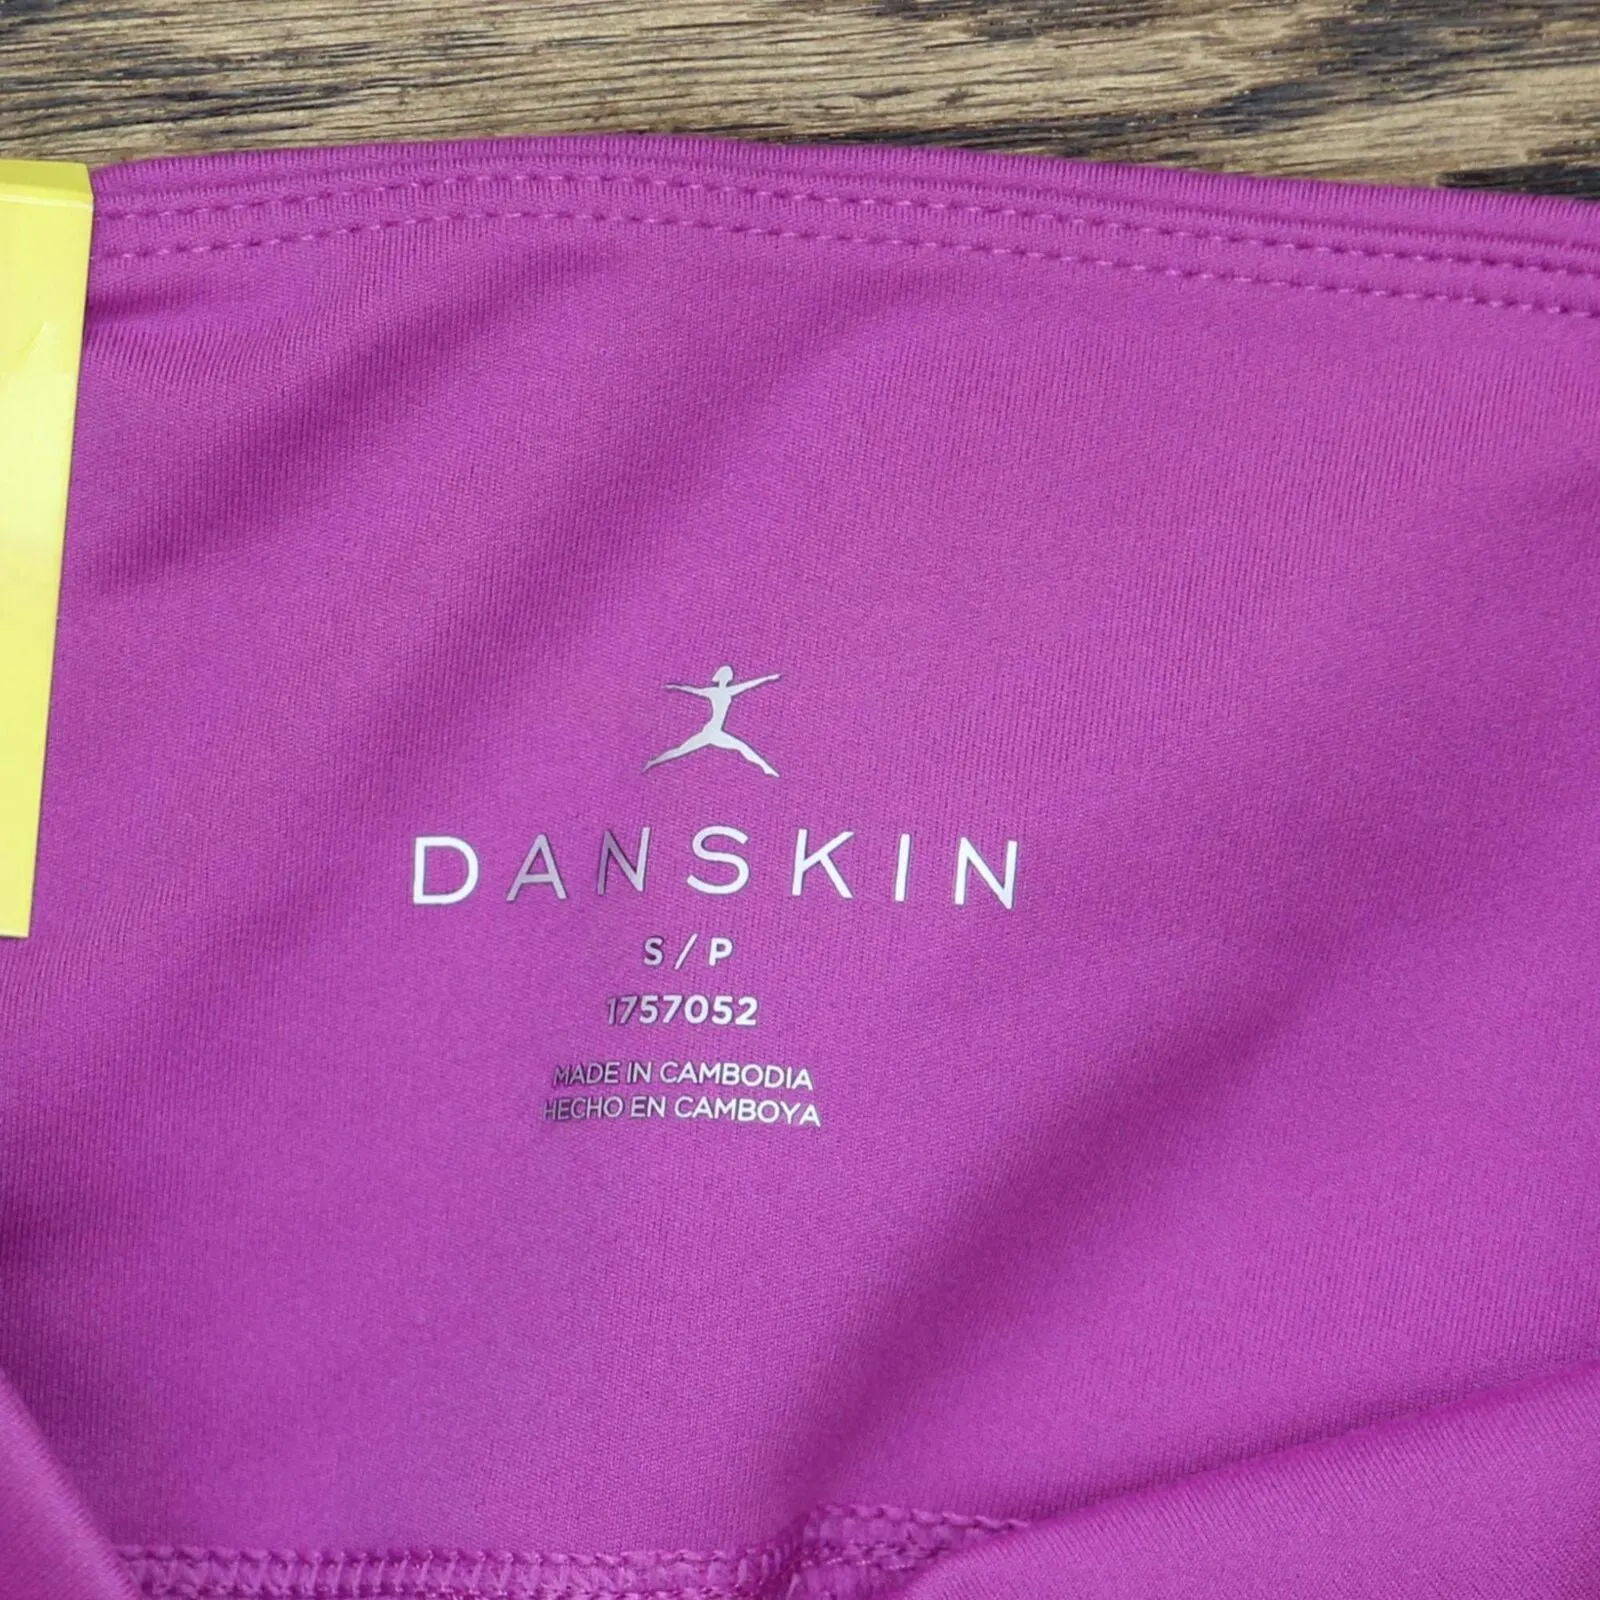 DANSKIN
S / P
1757052
MADE IN CAMBODIA
HECHO EN CAMBOYA